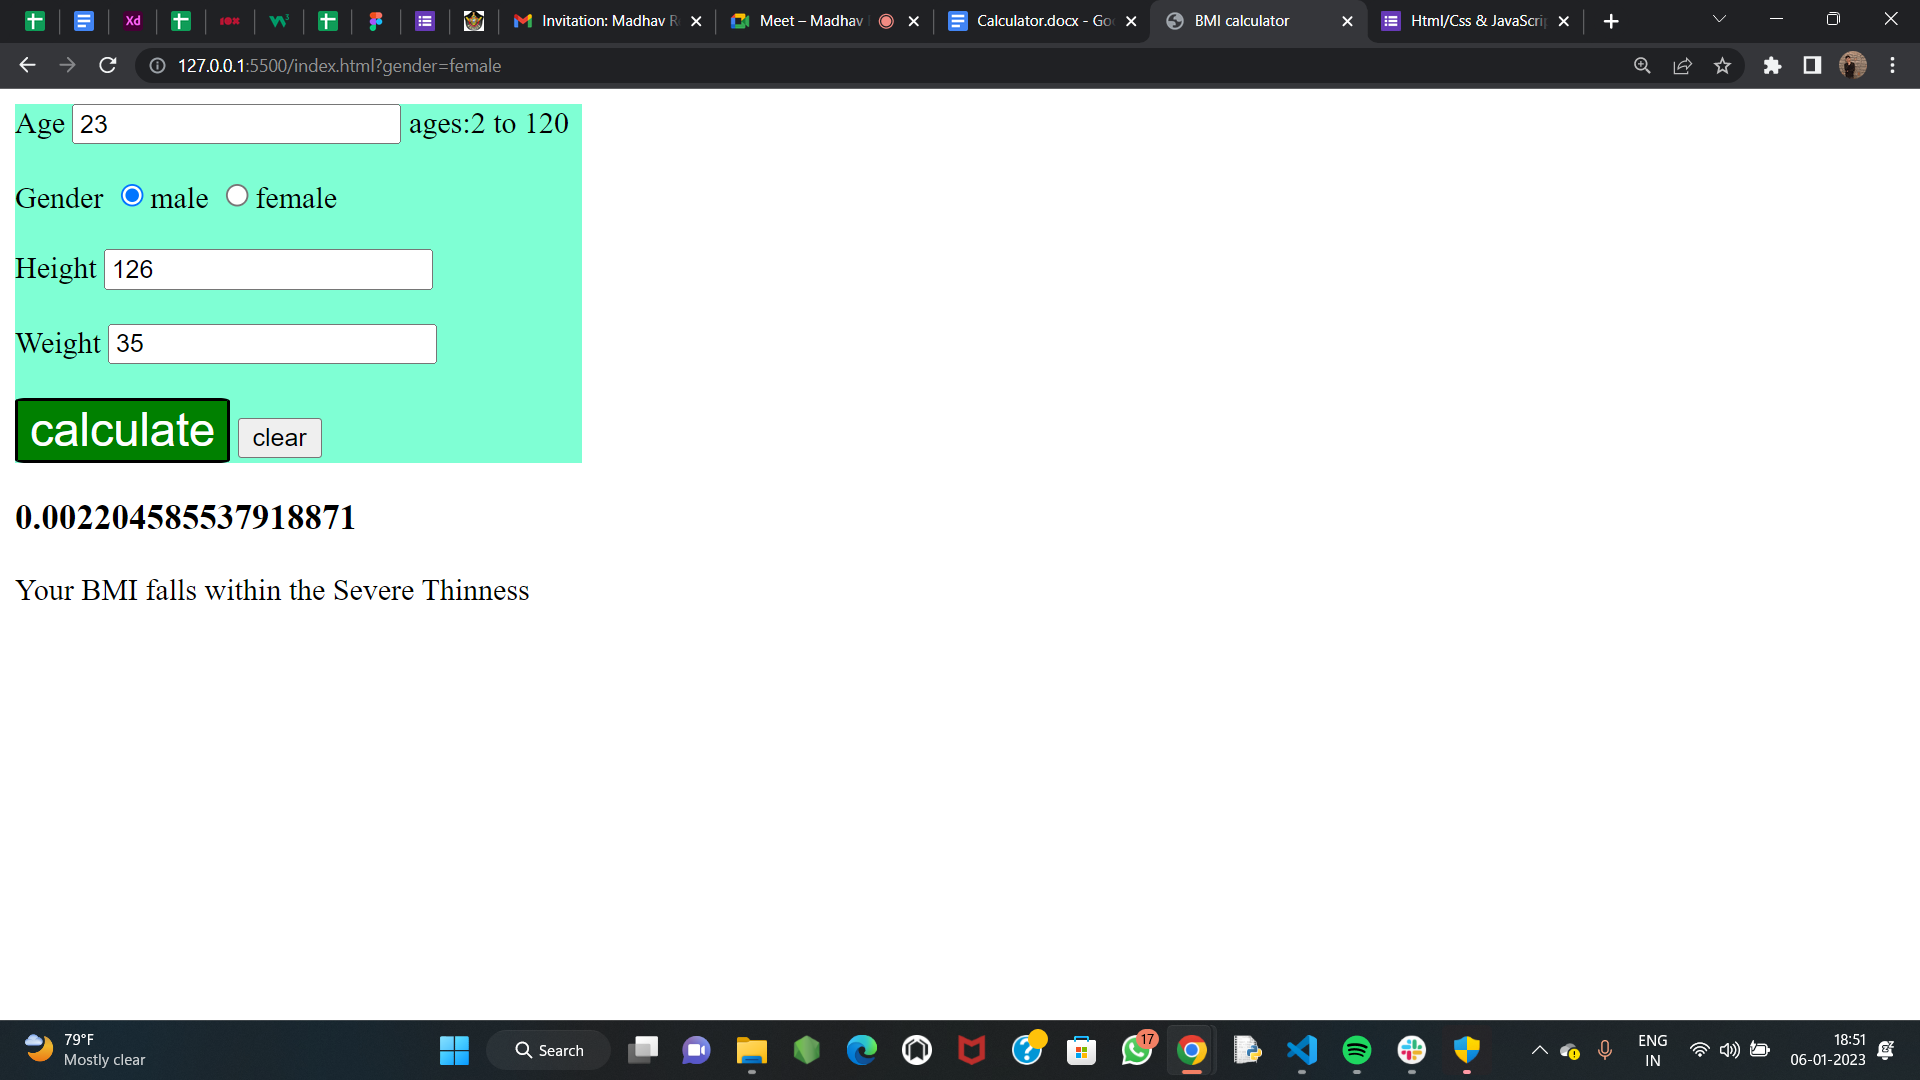 Xd
10x
W3
Invitation: Madhav R
Meet – Madhav
Calculator.docx - Goo
BMI calculator
Html/Css & JavaScrip
127.0.0.1:5500/index.html?gender=female
Age 23 ages:2 to 120
Gender male female
Height 126
Weight 35
calculate clear
0.002204585537918871
Your BMI falls within the Severe Thinness
79°F
Mostly clear
Search
17
ENG
IN
18:51
06-01-2023